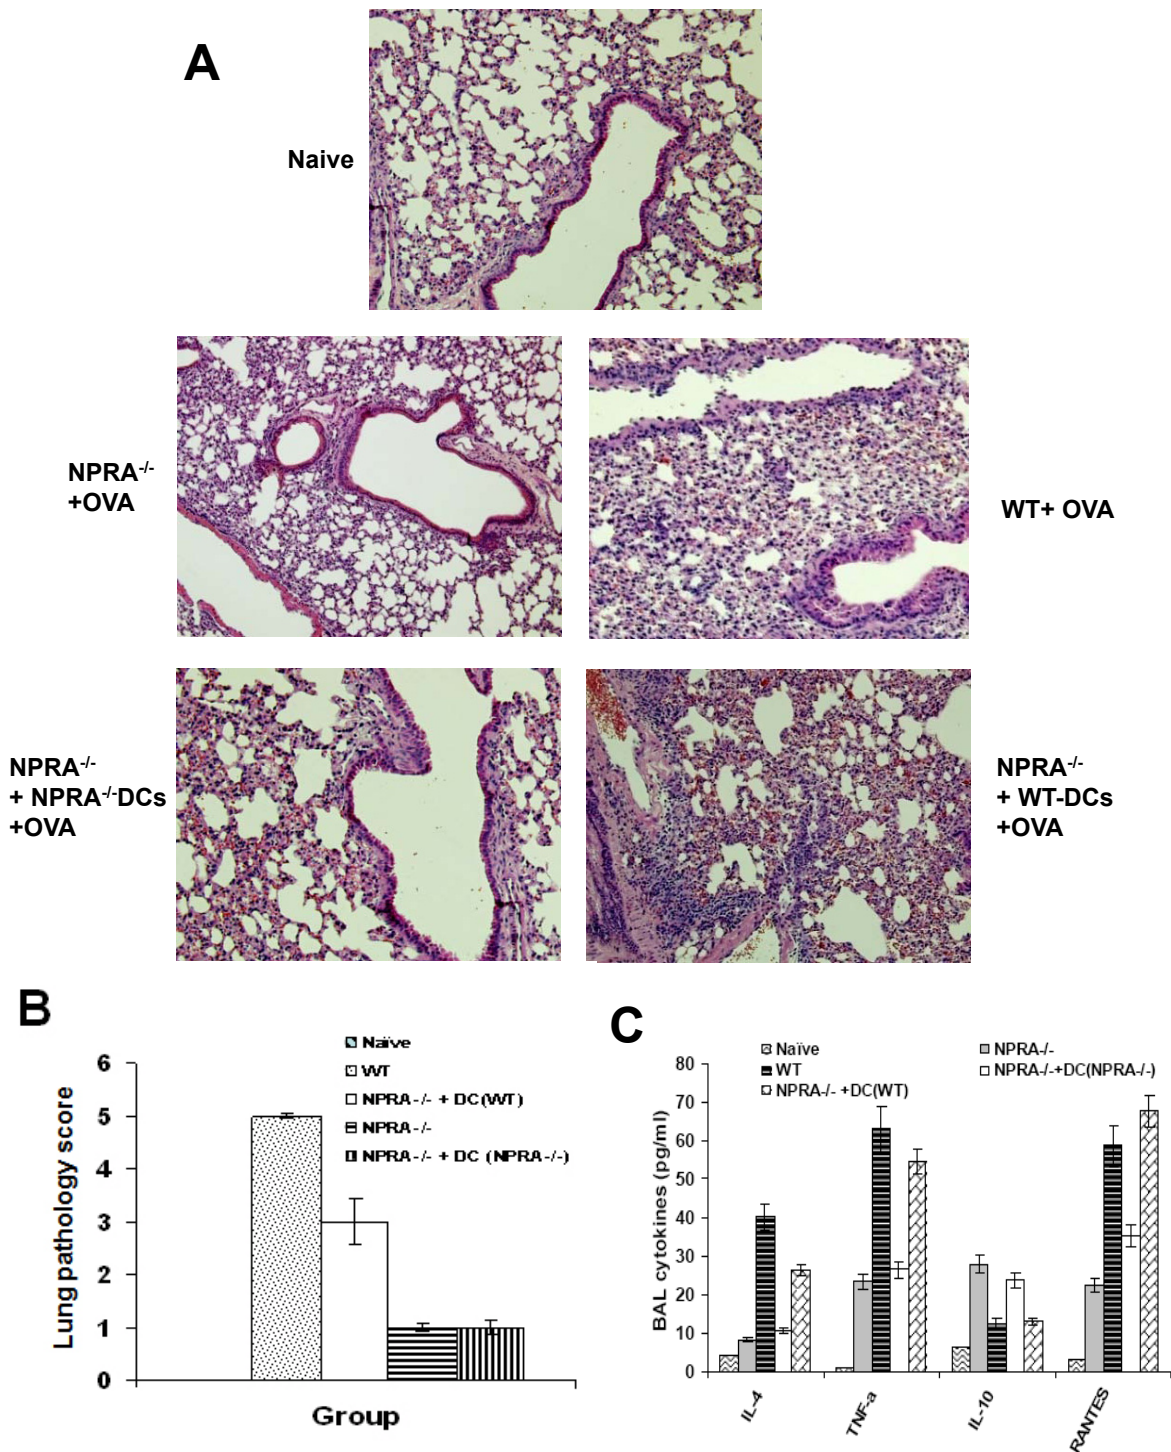 A
Naive
NPRA-/-
+OVA
WT+ OVA
NPRA-/-
+ NPRA-/-DCs
+OVA
NPRA-/-
+ WT-DCs
+OVA
B
Naïve
WT
NPRA-/- + DC(WT)
NPRA-/-
NPRA-/- + DC (NPRA-/-)
6
5
4
3
2
1
0
Lung pathology score
Group
C
Naïve
NPRA-/-
WT
NPRA-/-+DC(NPRA-/-)
NPRA-/- +DC(WT)
80
70
60
50
40
30
20
10
0
BAL cytokines (pg/ml)
IL-4
TNF-a
IL-10
RANTES